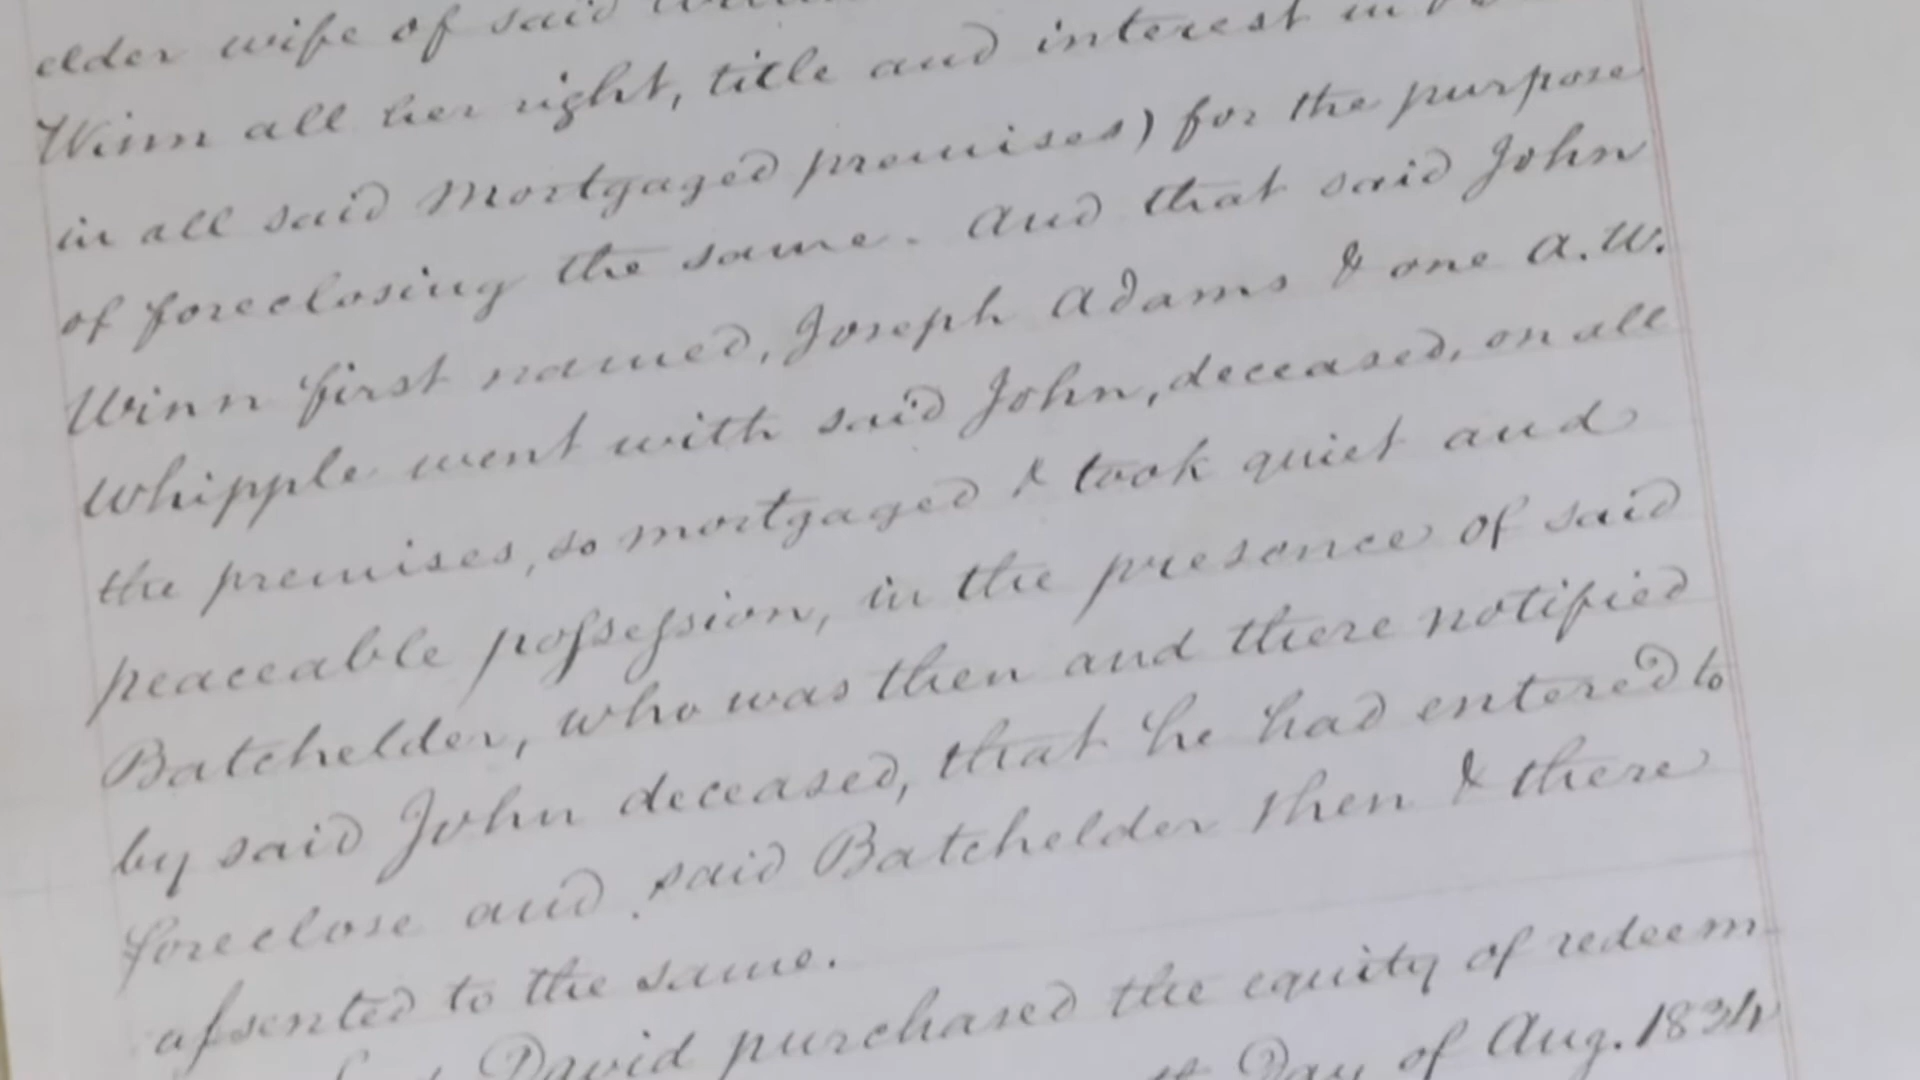 elder wife of said
Winn all her right, title and interest in
in all said Mortgaged premises) for the purpose
of foreclosing the same. And that said John
Winn first named, Joseph Adams & one A.W.
Whipple went with said John, deceased, on all
the premises, so mortgaged & took quiet and
peaceable poſseſsion, in the presence of said
Batchelder, who was then and there notified
by said John deceased, that he had entered to
foreclose and said Batchelder then & there
aſsented to the same.
David purchased the equity of redeem
Day of Aug. 1834